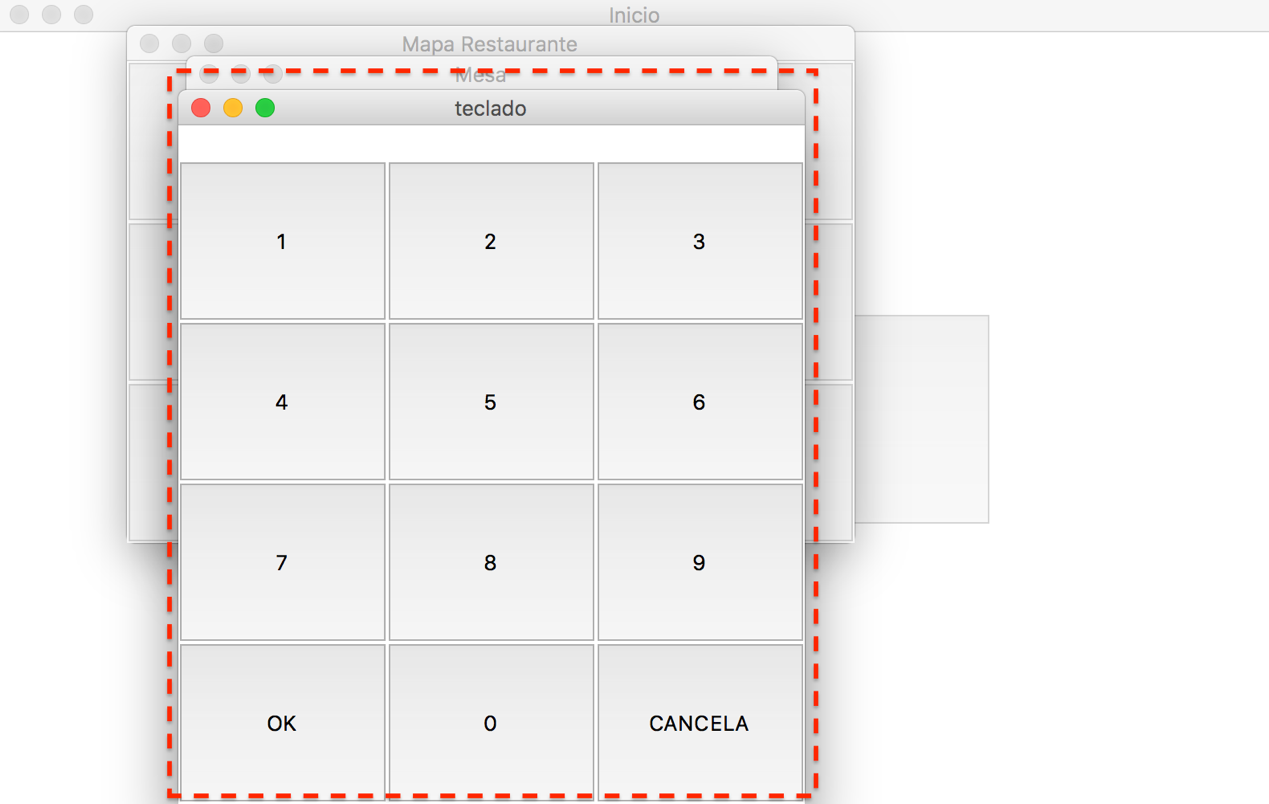 Inicio
Mapa Restaurante
Mesa
teclado
1 2 3
4 5 6
7 8 9
OK 0 CANCELA